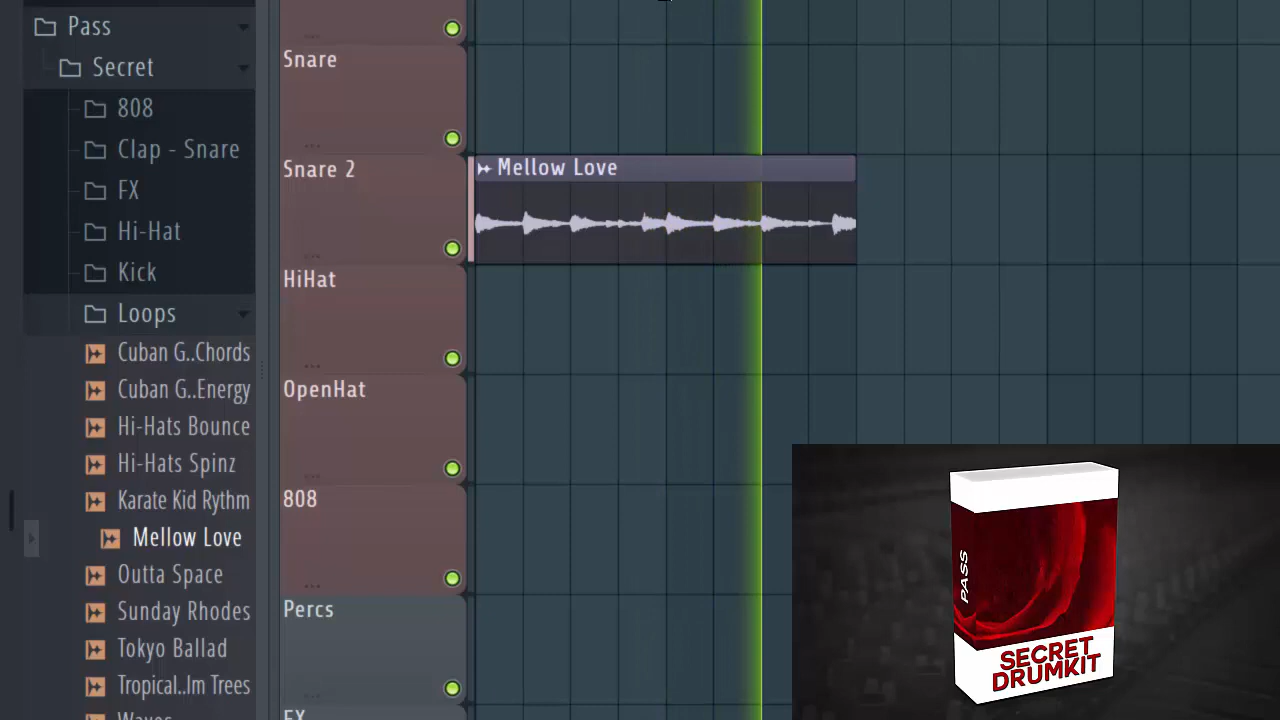 Pass
Secret
808
Clap - Snare
FX
Hi-Hat
Kick
Loops
Cuban G..Chords
Cuban G..Energy
Hi-Hats Bounce
Hi-Hats Spinz
Karate Kid Rythm
Mellow Love
Outta Space
Sunday Rhodes
Tokyo Ballad
Tropical..lm Trees
Snare
Snare 2
HiHat
OpenHat
808
Percs
FX
Mellow Love
PASS
SECRET
DRUMKIT